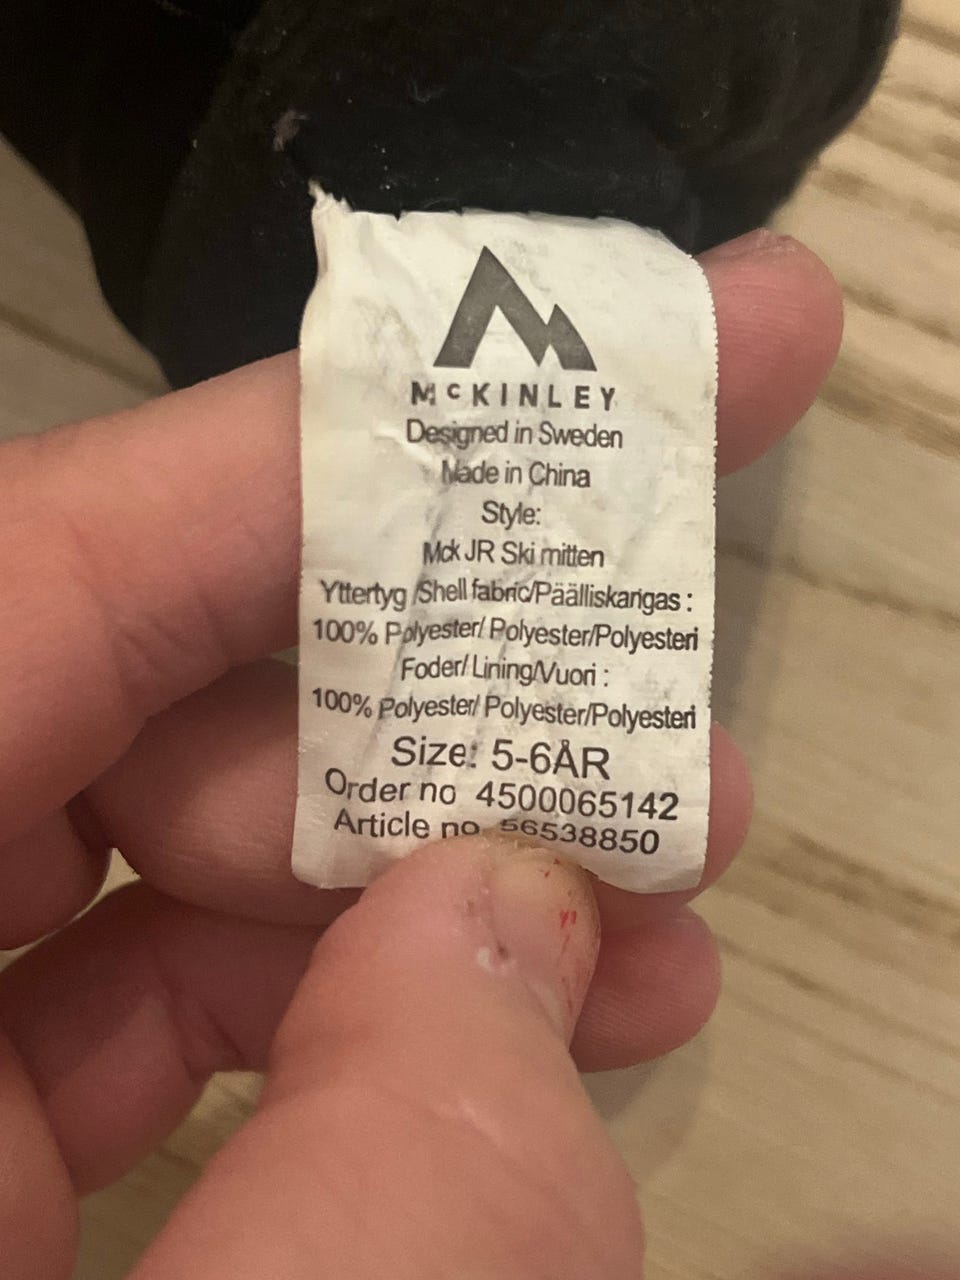 McKINLEY
Designed in Sweden
Made in China
Style:
Mck JR Ski mitten
Yttertyg /Shell fabric/Päälliskangas :
100% Polyester/ Polyester/Polyesteri
Foder/ Lining/Vuori :
100% Polyester/ Polyester/Polyesteri
Size: 5-6ÅR
Order no 4500065142
Article no 56538850